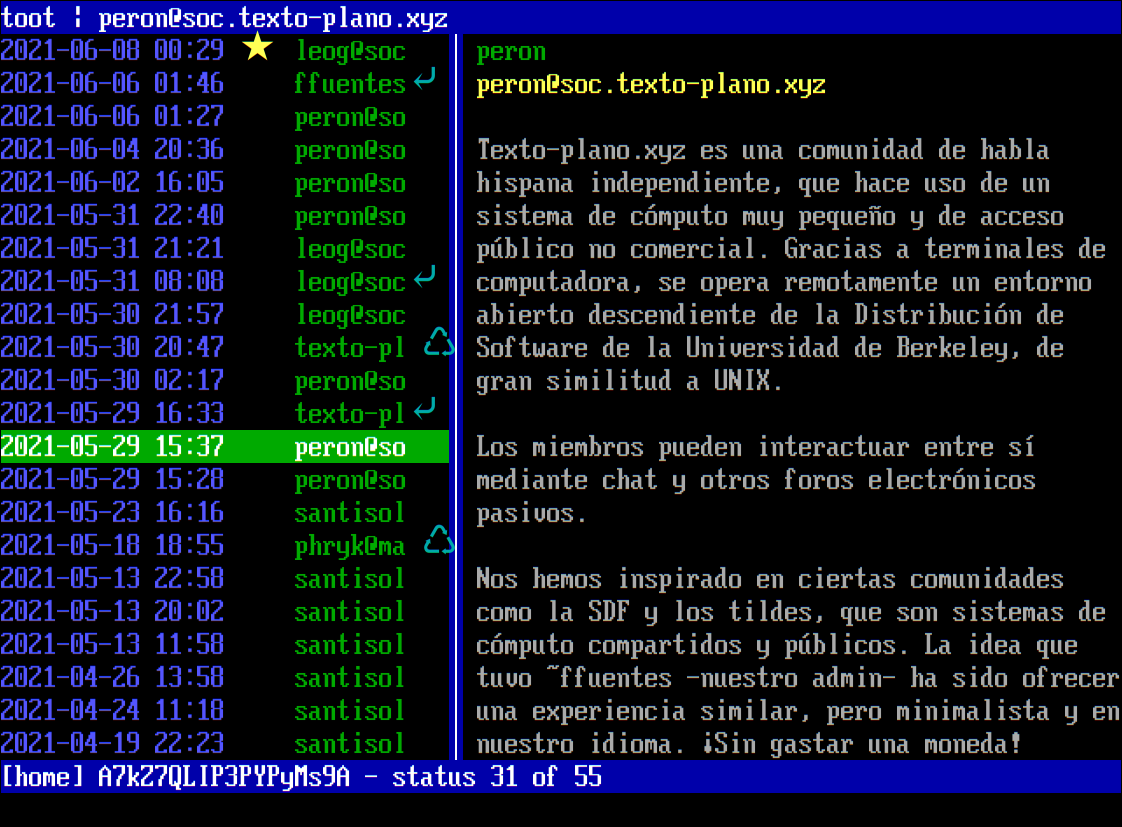 toot ¦ peron@soc.texto-plano.xyz
2021-06-08 00:29 ★ leog@soc
2021-06-06 01:46 ffuentes ⤶
2021-06-06 01:27 peron@so
2021-06-04 20:36 peron@so
2021-06-02 16:05 peron@so
2021-05-31 22:40 peron@so
2021-05-31 21:21 leog@soc
2021-05-31 08:08 leog@soc ⤶
2021-05-30 21:57 leog@soc
2021-05-30 20:47 texto-pl ♺
2021-05-30 02:17 peron@so
2021-05-29 16:33 texto-pl ⤶
2021-05-29 15:37 peron@so
2021-05-29 15:28 peron@so
2021-05-23 16:16 santisol
2021-05-18 18:55 phryk@ma ♺
2021-05-13 22:58 santisol
2021-05-13 20:02 santisol
2021-05-13 11:58 santisol
2021-04-26 13:58 santisol
2021-04-24 11:18 santisol
2021-04-19 22:23 santisol
peron
peron@soc.texto-plano.xyz
Texto-plano.xyz es una comunidad de habla
hispana independiente, que hace uso de un
sistema de cómputo muy pequeño y de acceso
público no comercial. Gracias a terminales de
computadora, se opera remotamente un entorno
abierto descendiente de la Distribución de
Software de la Universidad de Berkeley, de
gran similitud a UNIX.
Los miembros pueden interactuar entre sí
mediante chat y otros foros electrónicos
pasivos.
Nos hemos inspirado en ciertas comunidades
como la SDF y los tildes, que son sistemas de
cómputo compartidos y públicos. La idea que
tuvo ~ffuentes -nuestro admin- ha sido ofrecer
una experiencia similar, pero minimalista y en
nuestro idioma. ¡Sin gastar una moneda!
[home] A7kZ7QLIP3PYPyMs9A - status 31 of 55